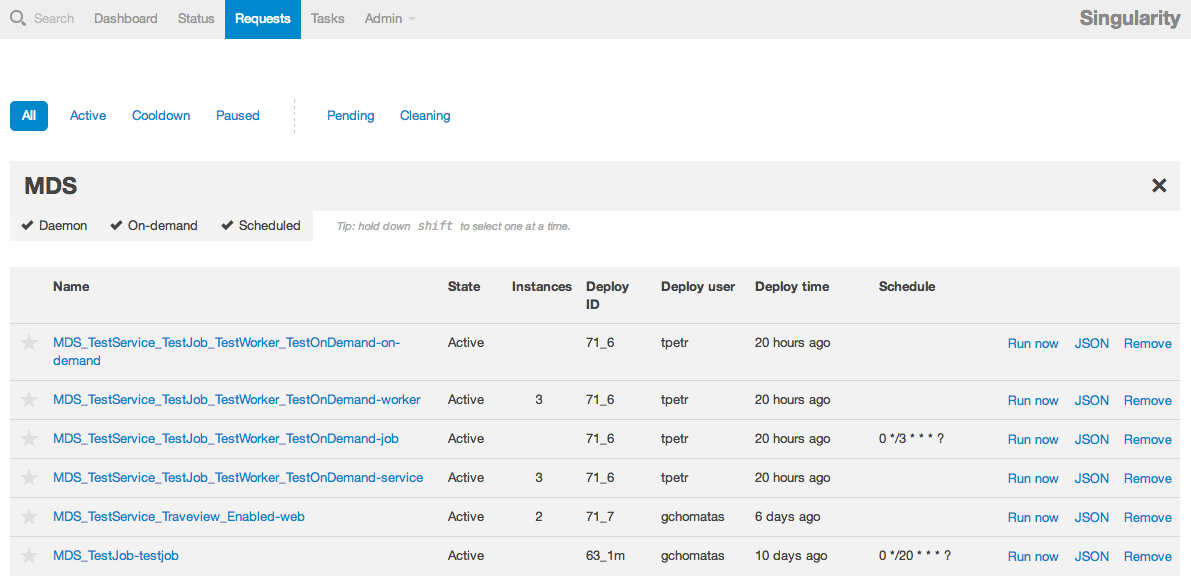 Search Dashboard Status Requests Tasks Admin Singularity
All Active Cooldown Paused Pending Cleaning
MDS ×
Daemon On-demand Scheduled Tip: hold down shift to select one at a time.
Name State Instances Deploy ID Deploy user Deploy time Schedule
MDS_TestService_TestJob_TestWorker_TestOnDemand-on-demand Active 71_6 tpetr 20 hours ago Run now JSON Remove
MDS_TestService_TestJob_TestWorker_TestOnDemand-worker Active 3 71_6 tpetr 20 hours ago Run now JSON Remove
MDS_TestService_TestJob_TestWorker_TestOnDemand-job Active 71_6 tpetr 20 hours ago 0 */3 * * * ? Run now JSON Remove
MDS_TestService_TestJob_TestWorker_TestOnDemand-service Active 3 71_6 tpetr 20 hours ago Run now JSON Remove
MDS_TestService_Traveview_Enabled-web Active 2 71_7 gchomatas 6 days ago Run now JSON Remove
MDS_TestJob-testjob Active 63_1m gchomatas 10 days ago 0 */20 * * * ? Run now JSON Remove